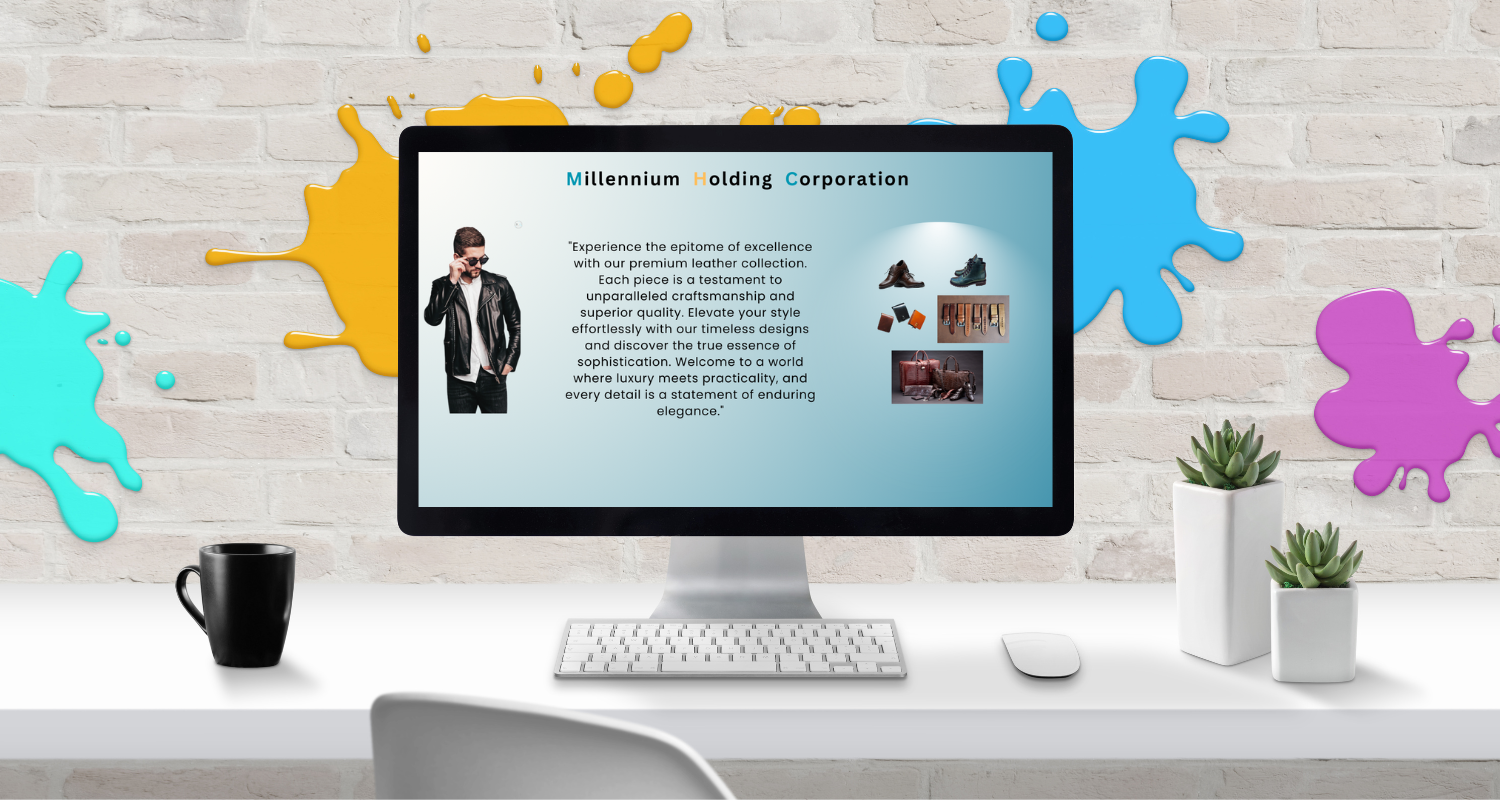 Millennium Holding Corporation
"Experience the epitome of excellence
with our premium leather collection.
Each piece is a testament to
unparalleled craftsmanship and
superior quality. Elevate your style
effortlessly with our timeless designs
and discover the true essence of
sophistication. Welcome to a world
where luxury meets practicality, and
every detail is a statement of enduring
elegance."